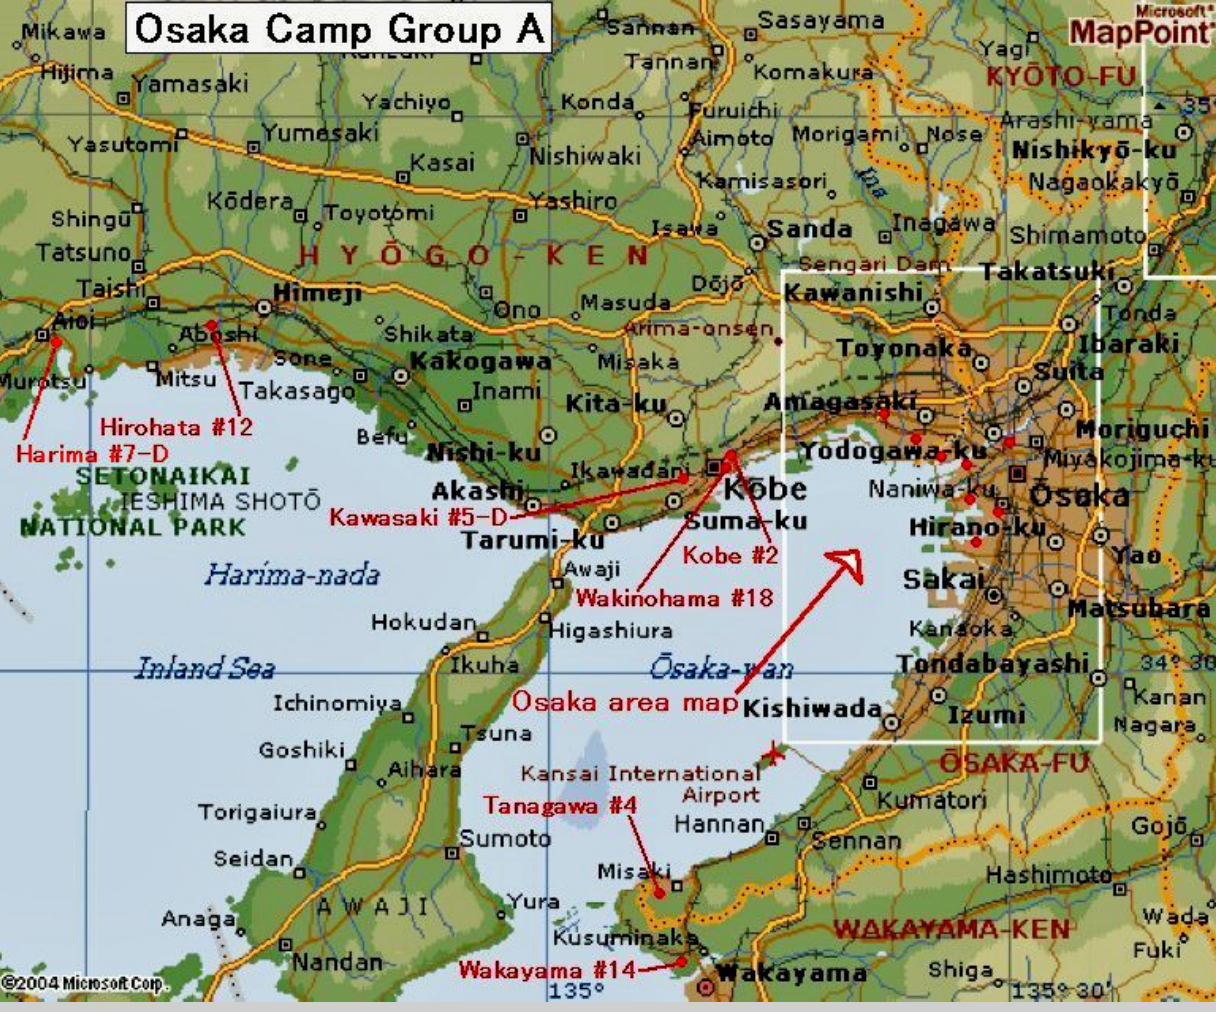 Osaka Camp Group A
Microsoft®
MapPoint®
Mikawa
Sannan
Sasayama
Yagi
KYŌTO-FU
Hijima
Yamasaki
Tannan
Komakura
Yachiyo
Konda
Furuichi
35°
Yasutomi
Yumesaki
Nishiwaki
Aimoto
Morigami
Nose
Arashi-yama
Nishikyō-ku
Kasai
Kamisasori
Ina
Nagaokakyō
Shingū
Kōdera
Toyotomi
Yashiro
Isawa
Sanda
Inagawa
Shimamoto
Tatsuno
HYŌGO-KEN
Sengari Dam
Takatsuki
Taishi
Himeji
Ono
Masuda
Dōjō
Kawanishi
Tonda
Aioi
Aboshi
Shikata
Arima-onsen
Toyonaka
Ibaraki
Murotsu
Mitsu
Sone
Kakogawa
Misaka
Suita
Takasago
Inami
Kita-ku
Amagasaki
Hirohata #12
Befu
Moriguchi
Harima #7-D
Nishi-ku
Yodogawa-ku
Miyakojima-ku
SETONAIKAI
Ikawadani
IESHIMA SHOTŌ
Akashi
Kōbe
Naniwa-ku
Ōsaka
NATIONAL PARK
Kawasaki #5-D
Suma-ku
Hirano-ku
Tarumi-ku
Kobe #2
Yao
Harima-nada
Awaji
Sakai
Wakinohama #18
Matsubara
Hokudan
Higashiura
Kanaoka
Inland Sea
Ikuha
Ōsaka-wan
Tondabayashi
34° 30
Ichinomiya
Osaka area map
Kishiwada
Izumi
Kanan
Nagara
Goshiki
Tsuna
Aihara
Kansai International
Airport
ŌSAKA-FU
Torigaiura
Tanagawa #4
Kumatori
Hannan
Sennan
Gojō
Seidan
Sumoto
Misaki
Hashimoto
Anaga
AWAJI
Yura
Kusuminaka
WAKAYAMA-KEN
Wada
Fuki
Nandan
Wakayama #14
Wakayama
Shiga
©2004 Microsoft Corp.
135°
135° 30'